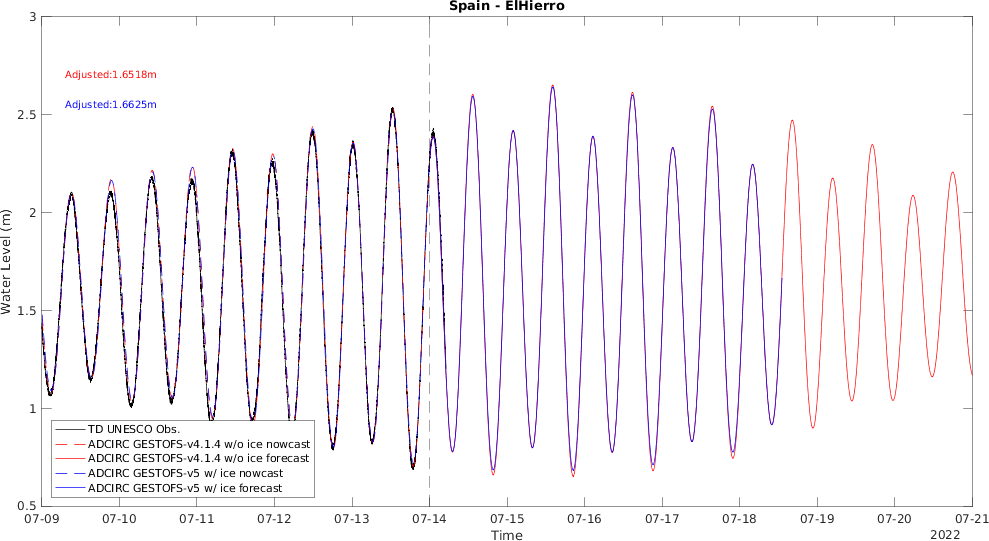 Spain - ElHierro
Adjusted:1.6518m
Adjusted:1.6625m
Water Level (m)
3
2.5
2
1.5
1
0.5
TD UNESCO Obs.
ADCIRC GESTOFS-v4.1.4 w/o ice nowcast
ADCIRC GESTOFS-v4.1.4 w/o ice forecast
ADCIRC GESTOFS-v5 w/ ice nowcast
ADCIRC GESTOFS-v5 w/ ice forecast
07-09 07-10 07-11 07-12 07-13 07-14 07-15 07-16 07-17 07-18 07-19 07-20 07-21
Time
2022